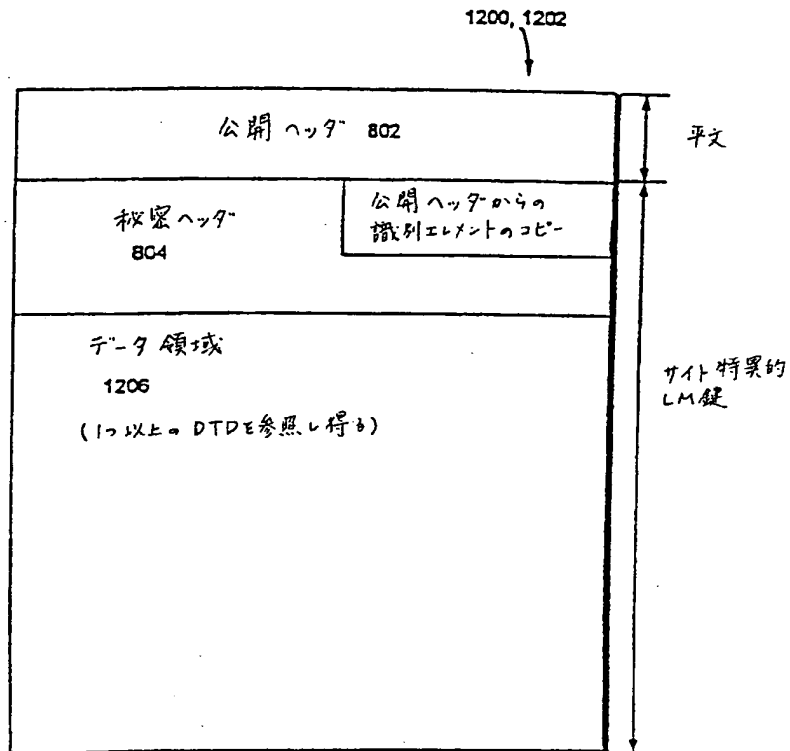 1200, 1202
公開ヘッダ 802
平文
秘密ヘッダ
804
公開ヘッダからの
識別エレメントのコピー
データ領域
1206
(1つ以上の DTDを参照し得る)
サイト特異的
LM鍵